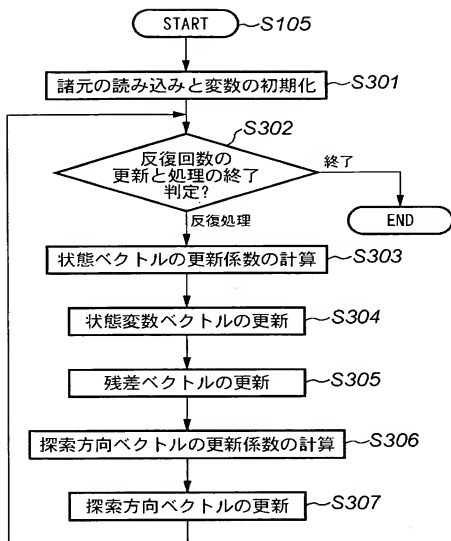 START
S105
諸元の読み込みと変数の初期化
S301
S302
反復回数の
更新と処理の終了
判定?
終了
END
反復処理
状態ベクトルの更新係数の計算
S303
状態変数ベクトルの更新
S304
残差ベクトルの更新
S305
探索方向ベクトルの更新係数の計算
S306
探索方向ベクトルの更新
S307